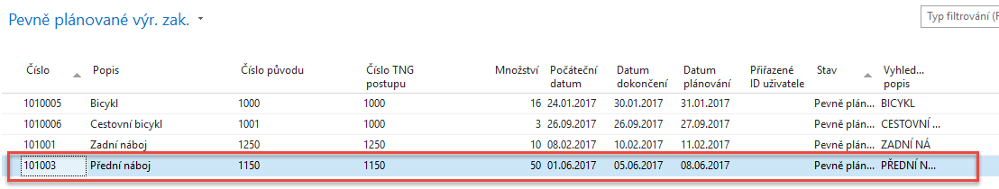 Pevně plánované výr. zak.
Typ filtrování (F
Číslo Popis Číslo původu Číslo TNG postupu Množství Počáteční datum Datum dokončení Datum plánování Přiřazené ID uživatele Stav Vyhled... popis
1010005 Bicykl 1000 1000 16 24.01.2017 30.01.2017 31.01.2017 Pevně plán... BICYKL
1010006 Cestovní bicykl 1001 1000 3 26.09.2017 26.09.2017 27.09.2017 Pevně plán... CESTOVNÍ ...
101001 Zadní náboj 1250 1250 10 08.02.2017 10.02.2017 11.02.2017 Pevně plán... ZADNÍ NÁ
101003 Přední náboj 1150 1150 50 01.06.2017 05.06.2017 08.06.2017 Pevně plán... PŘEDNÍ N...